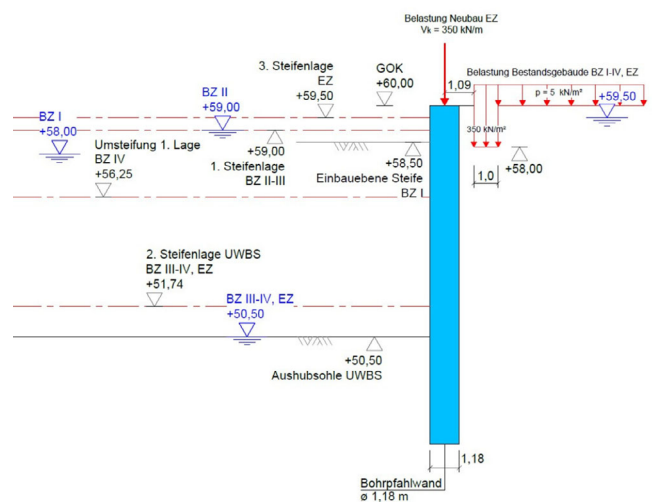 Belastung Neubau EZ
Vk = 350 kN/m
3. Steifenlage
EZ
+59,50
GOK
+60,00
1,09
Belastung Bestandsgebäude BZ I-IV, EZ
p = 5 kN/m²
+59,50
BZ I
+58,00
BZ II
+59,00
350 kN/m²
Umsteifung 1. Lage
BZ IV
+56,25
+59,00
1. Steifenlage
BZ II-III
+58,50
Einbauebene Steife
BZ I
+58,00
1,0
2. Steifenlage UWBS
BZ III-IV, EZ
+51,74
BZ III-IV, EZ
+50,50
+50,50
Aushubsohle UWBS
1,18
Bohrpfahlwand
ø 1,18 m